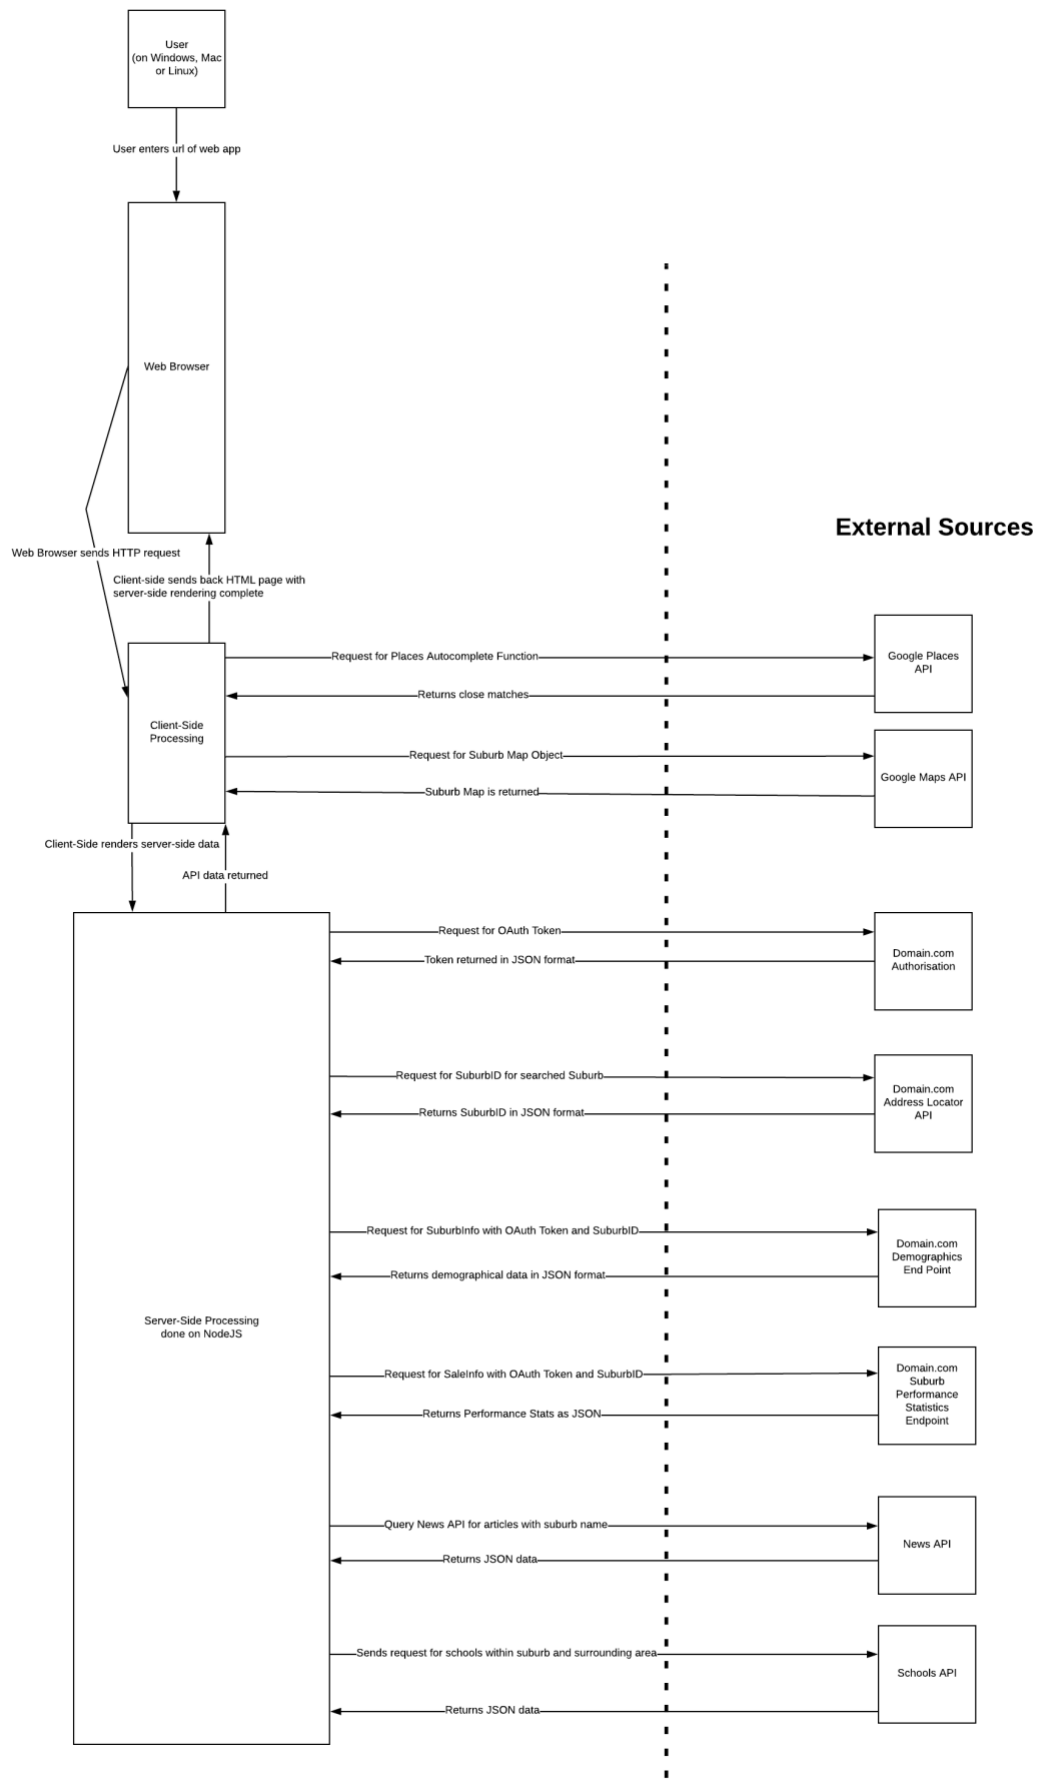 User
(on Windows, Mac
or Linux)
User enters url of web app
Web Browser
External Sources
Web Browser sends HTTP request
Client-side sends back HTML page with
server-side rendering complete
Request for Places Autocomplete Function
Google Places
API
Returns close matches
Client-Side
Processing
Request for Suburb Map Object
Google Maps API
Suburb Map is returned
Client-Side renders server-side data
API data returned
Request for OAuth Token
Domain.com
Authorisation
Token returned in JSON format
Request for SuburbID for searched Suburb
Domain.com
Address Locator
API
Returns SuburbID in JSON format
Request for SuburbInfo with OAuth Token and SuburbID
Domain.com
Demographics
End Point
Returns demographical data in JSON format
Server-Side Processing
done on NodeJS
Request for SaleInfo with OAuth Token and SuburbID
Domain.com
Suburb
Performance
Statistics
Endpoint
Returns Performance Stats as JSON
Query News API for articles with suburb name
News API
Returns JSON data
Sends request for schools within suburb and surrounding area
Schools API
Returns JSON data